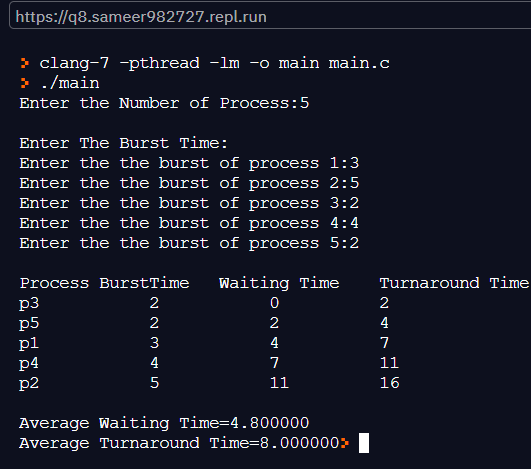 https://q8.sameer982727.repl.run
> clang-7 -pthread -lm -o main main.c
> ./main
Enter the Number of Process:5
Enter The Burst Time:
Enter the the burst of process 1:3
Enter the the burst of process 2:5
Enter the the burst of process 3:2
Enter the the burst of process 4:4
Enter the the burst of process 5:2
Process BurstTime Waiting Time Turnaround Time
p3 2 0 2
p5 2 2 4
p1 3 4 7
p4 4 7 11
p2 5 11 16
Average Waiting Time=4.800000
Average Turnaround Time=8.000000>